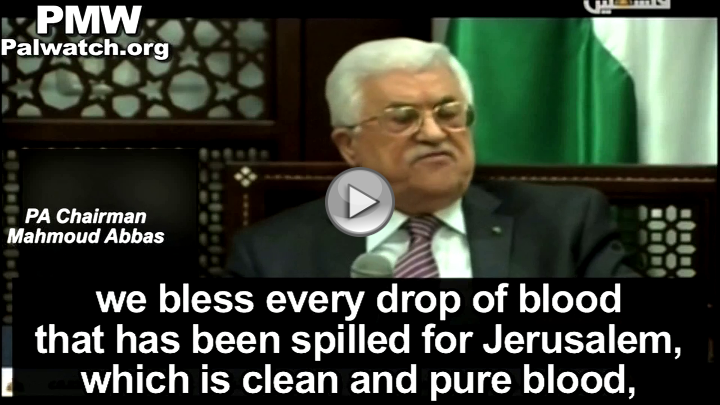 PMW
Palwatch.org
فلسطين
PA Chairman
Mahmoud Abbas
we bless every drop of blood
that has been spilled for Jerusalem,
which is clean and pure blood,